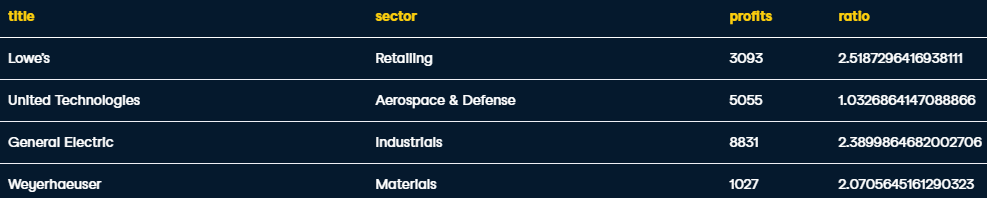 title sector profits ratio
Lowe's Retailing 3093 2.5187296416938111
United Technologies Aerospace & Defense 5055 1.0326864147088866
General Electric Industrials 8831 2.3899864682002706
Weyerhaeuser Materials 1027 2.0705645161290323